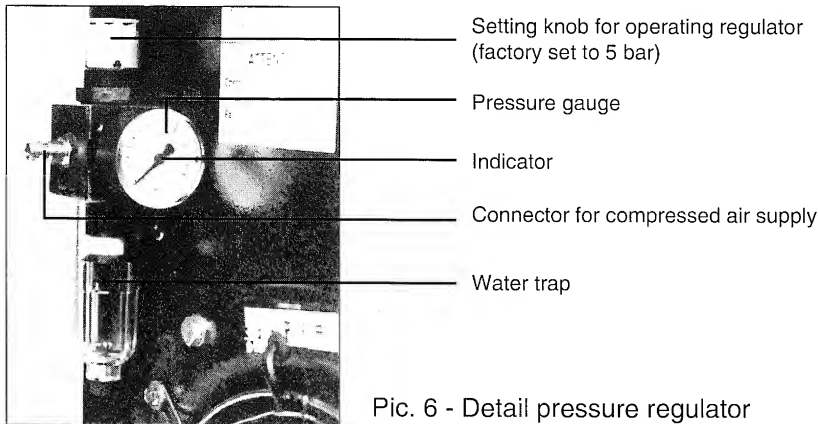 Setting knob for operating regulator
(factory set to 5 bar)
Pressure gauge
Indicator
Connector for compressed air supply
Water trap
Pic. 6 - Detail pressure regulator